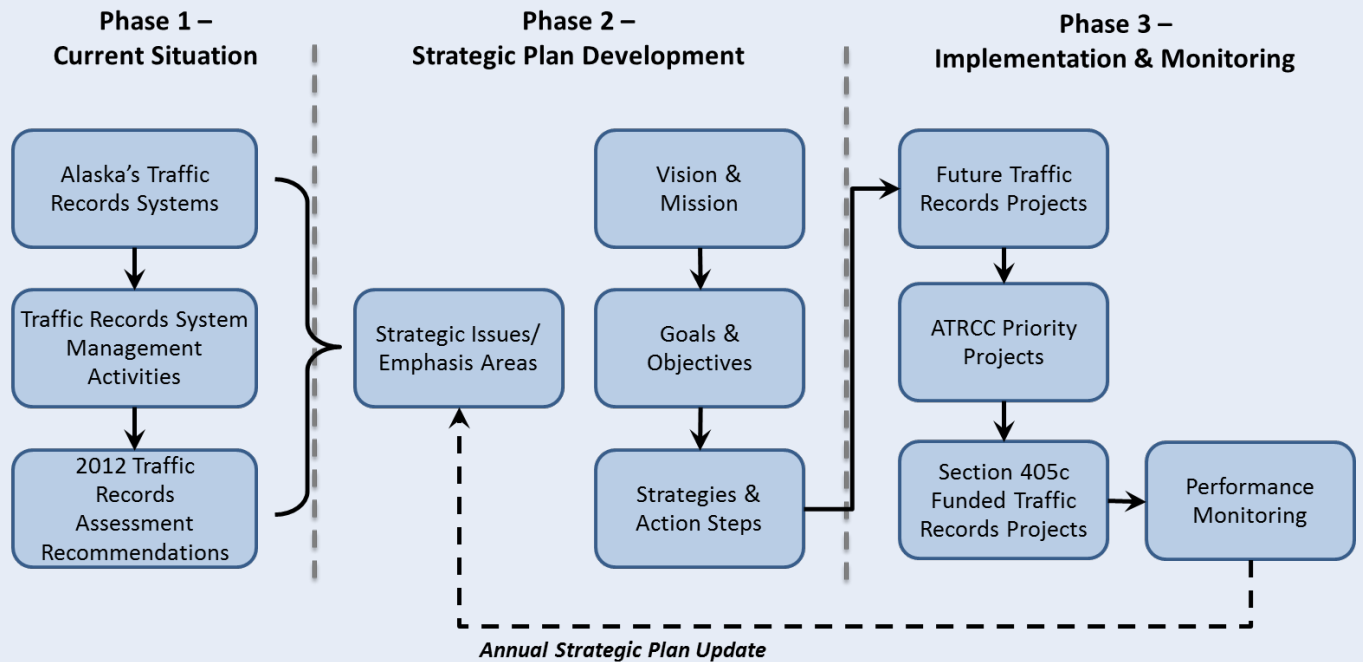 Phase 1 –
Current Situation
Alaska's Traffic
Records Systems
Traffic Records System
Management
Activities
2012 Traffic
Records
Assessment
Recommendations
Phase 2 –
Strategic Plan Development
Strategic Issues/
Emphasis Areas
Vision &
Mission
Goals &
Objectives
Strategies &
Action Steps
Phase 3 –
Implementation & Monitoring
Future Traffic
Records Projects
ATRCC Priority
Projects
Section 405c
Funded Traffic
Records Projects
Performance
Monitoring
Annual Strategic Plan Update